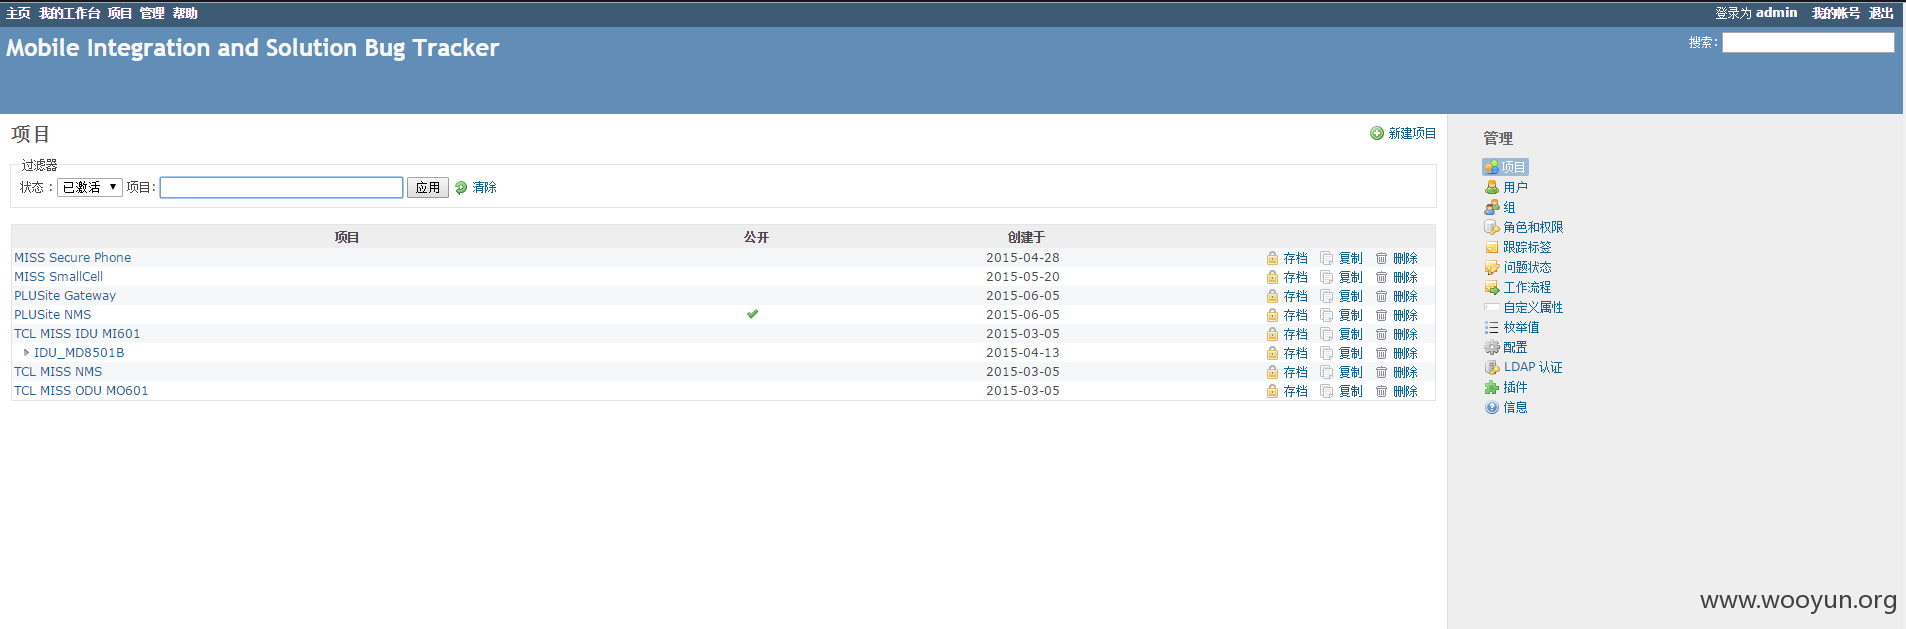 主页 我的工作台 项目 管理 帮助 登录为 admin 我的帐号 退出
Mobile Integration and Solution Bug Tracker 搜索:
项目 新建项目
过滤器
状态 : 已激活 ▼ 项目: 应用 清除
项目 公开 创建于
MISS Secure Phone 2015-04-28 存档 复制 删除
MISS SmallCell 2015-05-20 存档 复制 删除
PLUSite Gateway 2015-06-05 存档 复制 删除
PLUSite NMS 2015-06-05 存档 复制 删除
TCL MISS IDU MI601 2015-03-05 存档 复制 删除
IDU_MD8501B 2015-04-13 存档 复制 删除
TCL MISS NMS 2015-03-05 存档 复制 删除
TCL MISS ODU MO601 2015-03-05 存档 复制 删除
管理
项目
用户
组
角色和权限
跟踪标签
问题状态
工作流程
自定义属性
枚举值
配置
LDAP 认证
插件
信息
www.wooyun.org